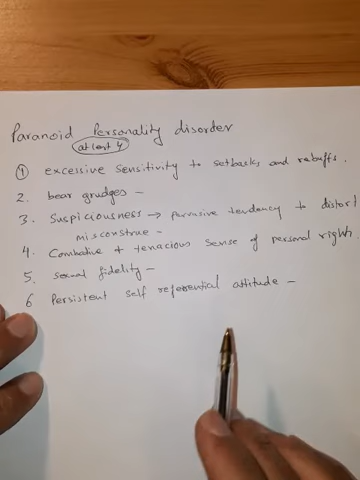 Paranoid Personality disorder
at least 4
① excessive sensitivity to setbacks and rebuffs.
2. bear grudges –
3. Suspiciousness → pervasive tendency to distort
misconstrue –
4. Combative + tenacious sense of personal rights.
5. sexual fidelity –
6 Persistent self referential attitude –